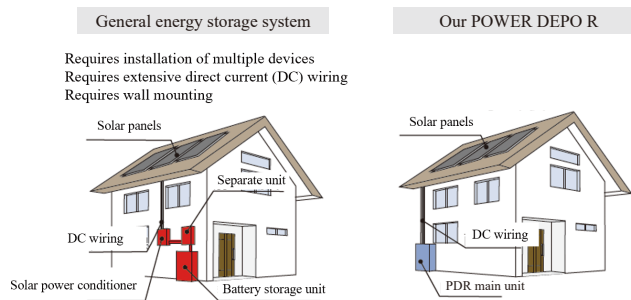 General energy storage system
Our POWER DEPO R
Requires installation of multiple devices
Requires extensive direct current (DC) wiring
Requires wall mounting
Solar panels
Separate unit
DC wiring
Solar power conditioner
Battery storage unit
Solar panels
DC wiring
PDR main unit